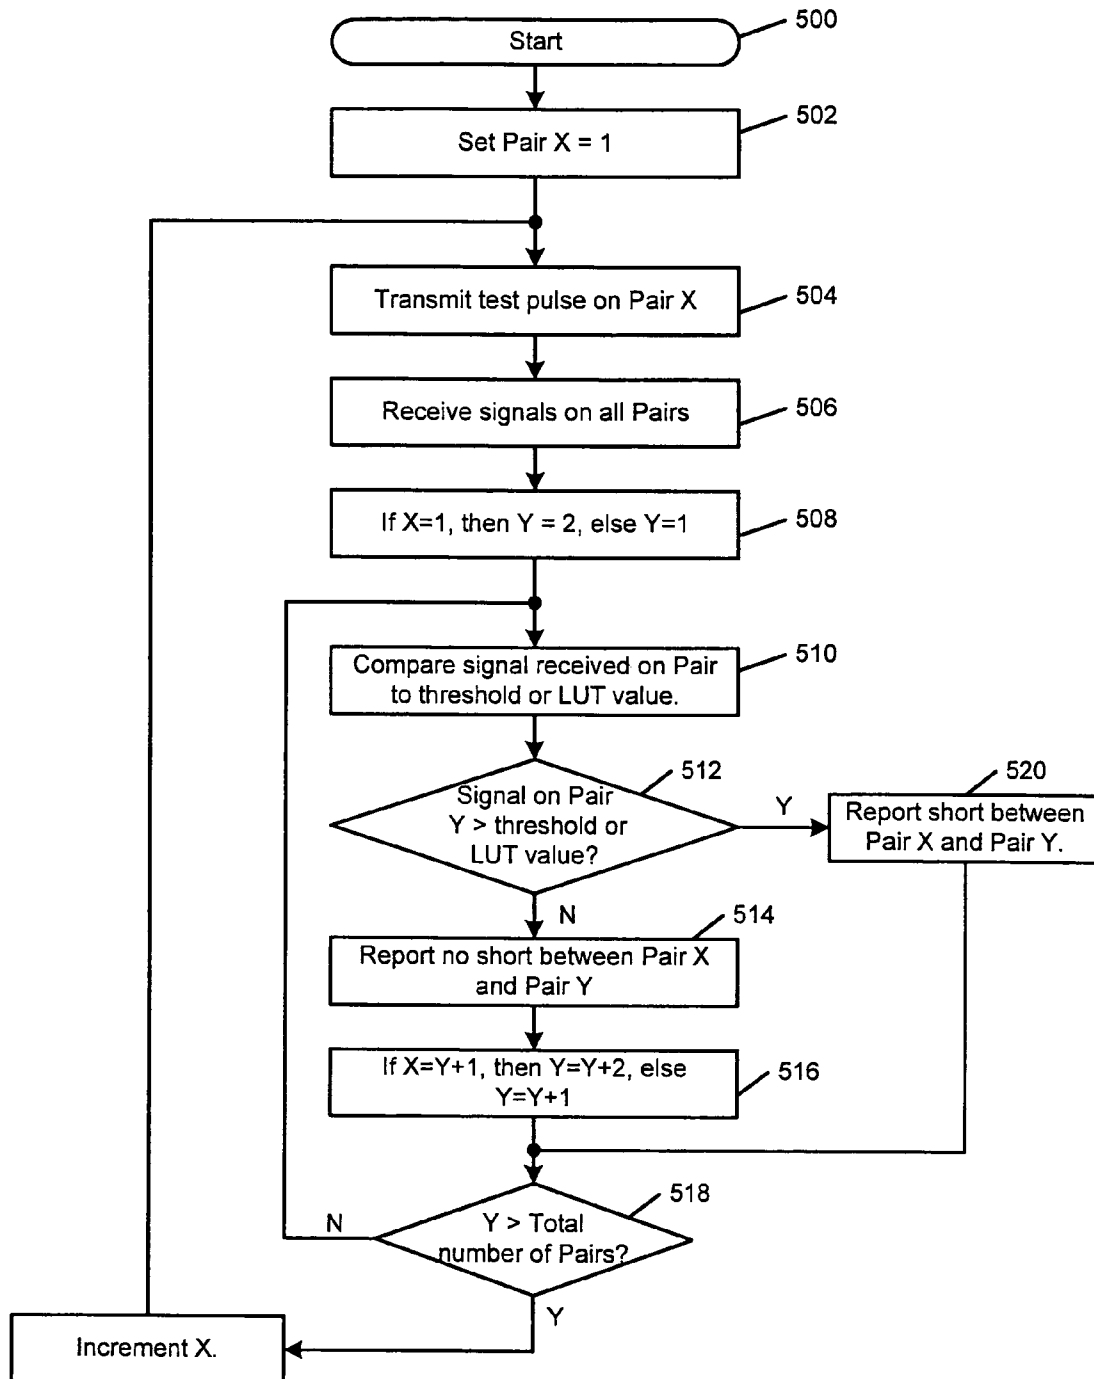 Start
500
Set Pair X = 1
502
Transmit test pulse on Pair X
504
Receive signals on all Pairs
506
If X=1, then Y = 2, else Y=1
508
Compare signal received on Pair
to threshold or LUT value.
510
Signal on Pair
Y > threshold or
LUT value?
512
Y
520
Report short between
Pair X and Pair Y.
N
514
Report no short between Pair X
and Pair Y
If X=Y+1, then Y=Y+2, else
Y=Y+1
516
Y > Total
number of Pairs?
518
N
Y
Increment X.